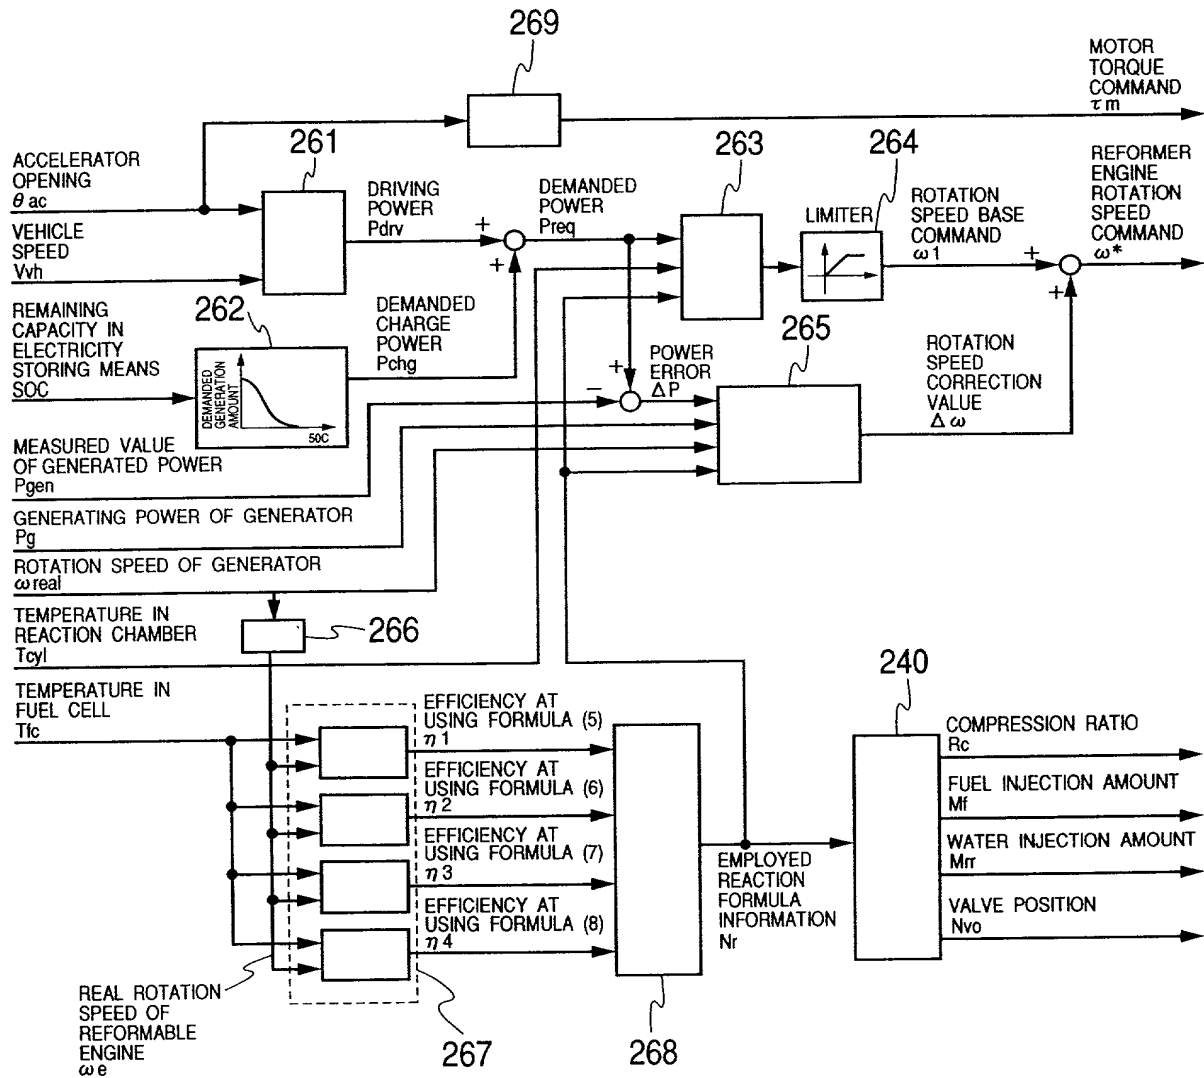 269
MOTOR
TORQUE
COMMAND
τm
261
263
264
ACCELERATOR
OPENING
θac
DRIVING
POWER
Pdrv
DEMANDED
POWER
Preq
LIMITER
ROTATION
SPEED BASE
COMMAND
ω1
REFORMER
ENGINE
ROTATION
SPEED
COMMAND
ω*
VEHICLE
SPEED
Vvh
+
+
+
+
REMAINING
CAPACITY IN
ELECTRICITY
STORING MEANS
SOC
262
DEMANDED
GENERATION
AMOUNT
SOC
DEMANDED
CHARGE
POWER
Pchg
265
POWER
ERROR
ΔP
+
−
ROTATION
SPEED
CORRECTION
VALUE
Δω
MEASURED VALUE
OF GENERATED POWER
Pgen
GENERATING POWER OF GENERATOR
Pg
ROTATION SPEED OF GENERATOR
ωreal
TEMPERATURE IN
REACTION CHAMBER
Tcyl
266
TEMPERATURE IN
FUEL CELL
Tfc
EFFICIENCY AT
USING FORMULA (5)
η1
EFFICIENCY AT
USING FORMULA (6)
η2
EFFICIENCY AT
USING FORMULA (7)
η3
EFFICIENCY AT
USING FORMULA (8)
η4
240
COMPRESSION RATIO
Rc
FUEL INJECTION AMOUNT
Mf
WATER INJECTION AMOUNT
Mrr
VALVE POSITION
Nvo
EMPLOYED
REACTION
FORMULA
INFORMATION
Nr
REAL ROTATION
SPEED OF
REFORMABLE
ENGINE
ωe
267
268